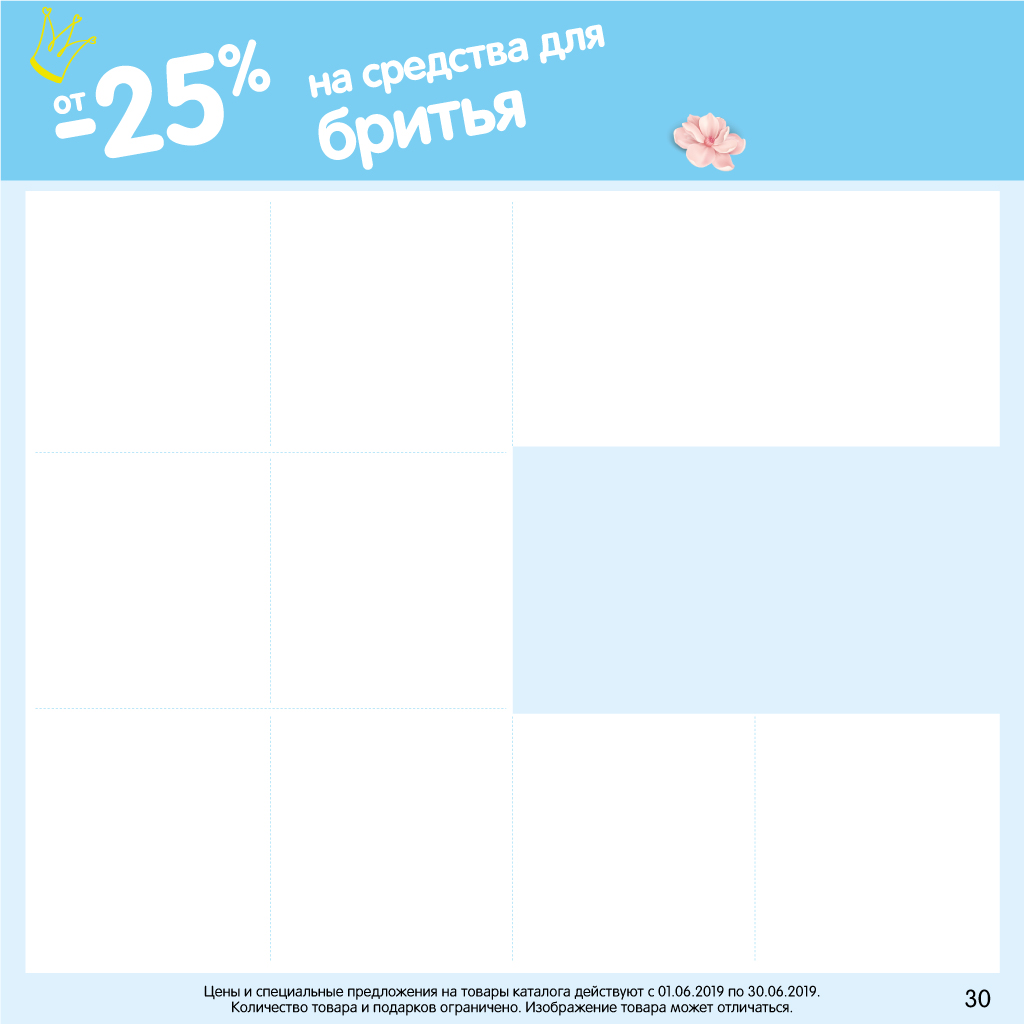 от
-25%
на средства для
бритья
Цены и специальные предложения на товары каталога действуют с 01.06.2019 по 30.06.2019.
Количество товара и подарков ограничено. Изображение товара может отличаться.
30